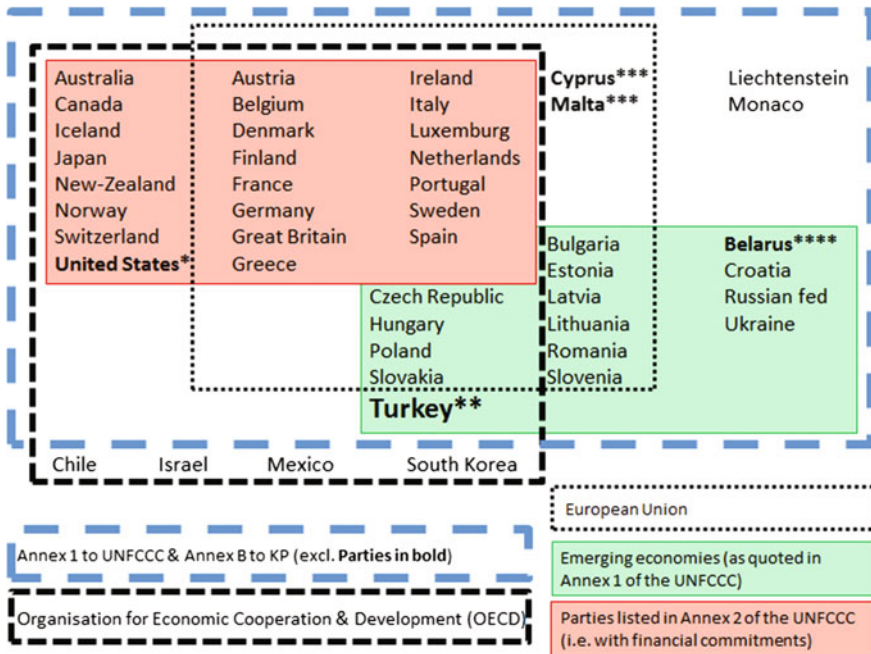 Australia Austria Ireland Cyprus*** Liechtenstein
Canada Belgium Italy Malta*** Monaco
Iceland Denmark Luxemburg
Japan Finland Netherlands
New-Zealand France Portugal
Norway Germany Sweden
Switzerland Great Britain Spain Bulgaria Belarus****
United States* Greece Estonia Croatia
Czech Republic Latvia Russian fed
Hungary Lithuania Ukraine
Poland Romania
Slovakia Slovenia
Turkey**
Chile Israel Mexico South Korea
European Union
Annex 1 to UNFCCC & Annex B to KP (excl. Parties in bold)
Emerging economies (as quoted in
Annex 1 of the UNFCCC)
Organisation for Economic Cooperation & Development (OECD)
Parties listed in Annex 2 of the UNFCCC
(i.e. with financial commitments)